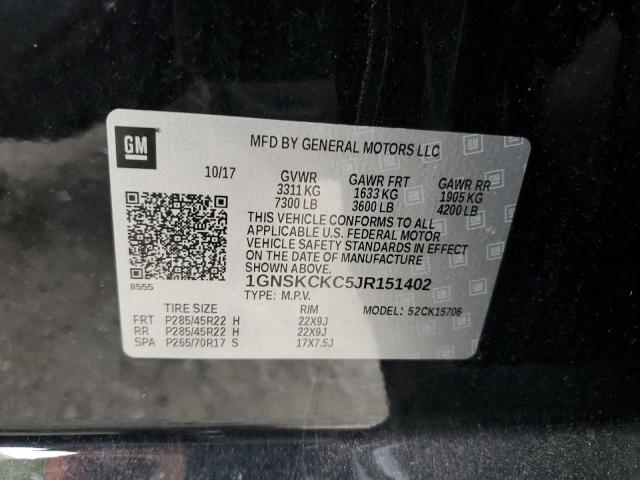 GM
MFD BY GENERAL MOTORS LLC
10/17 GVWR GAWR FRT GAWR RR
3311 KG 1633 KG 1905 KG
7300 LB 3600 LB 4200 LB
THIS VEHICLE CONFORMS TO ALL
APPLICABLE U.S. FEDERAL MOTOR
VEHICLE SAFETY STANDARDS IN EFFECT
ON THE DATE OF MANUFACTURE
SHOWN ABOVE.
8555
1GNSKCKC5JR151402
TYPE: M.P.V.
TIRE SIZE RIM MODEL: 52CK15706
FRT P285/45R22 H 22X9J
RR P285/45R22 H 22X9J
SPA P265/70R17 S 17X7.5J